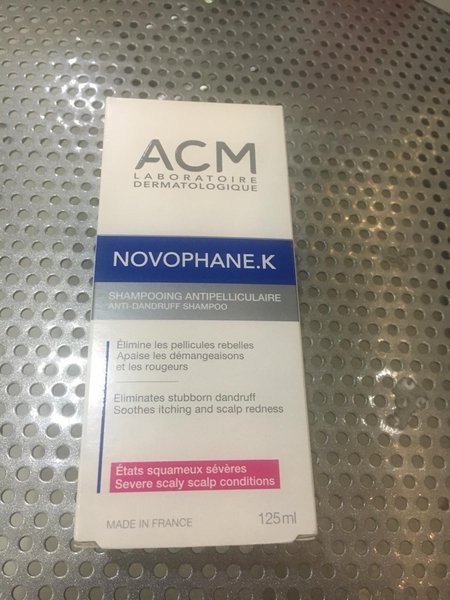 ACM
LABORATOIRE
DERMATOLOGIQUE
NOVOPHANE.K
SHAMPOOING ANTIPELLICULAIRE
ANTI-DANDRUFF SHAMPOO
Élimine les pellicules rebelles
Apaise les démangeaisons
et les rougeurs
Eliminates stubborn dandruff
Soothes itching and scalp redness
États squameux sévères
Severe scaly scalp conditions
MADE IN FRANCE
125ml